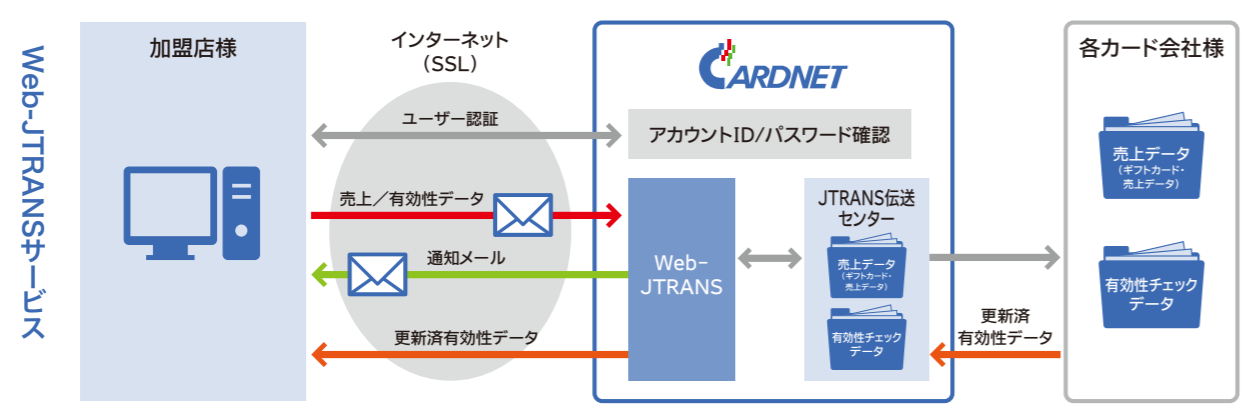 Web-JTRANSサービス
加盟店様
インターネット
（SSL）
ユーザー認証
売上／有効性データ
通知メール
更新済有効性データ
CARDNET
アカウントID/パスワード確認
Web-
JTRANS
JTRANS伝送
センター
売上データ
（ギフトカード・
売上データ）
有効性チェック
データ
更新済
有効性データ
各カード会社様
売上データ
（ギフトカード・
売上データ）
有効性チェック
データ